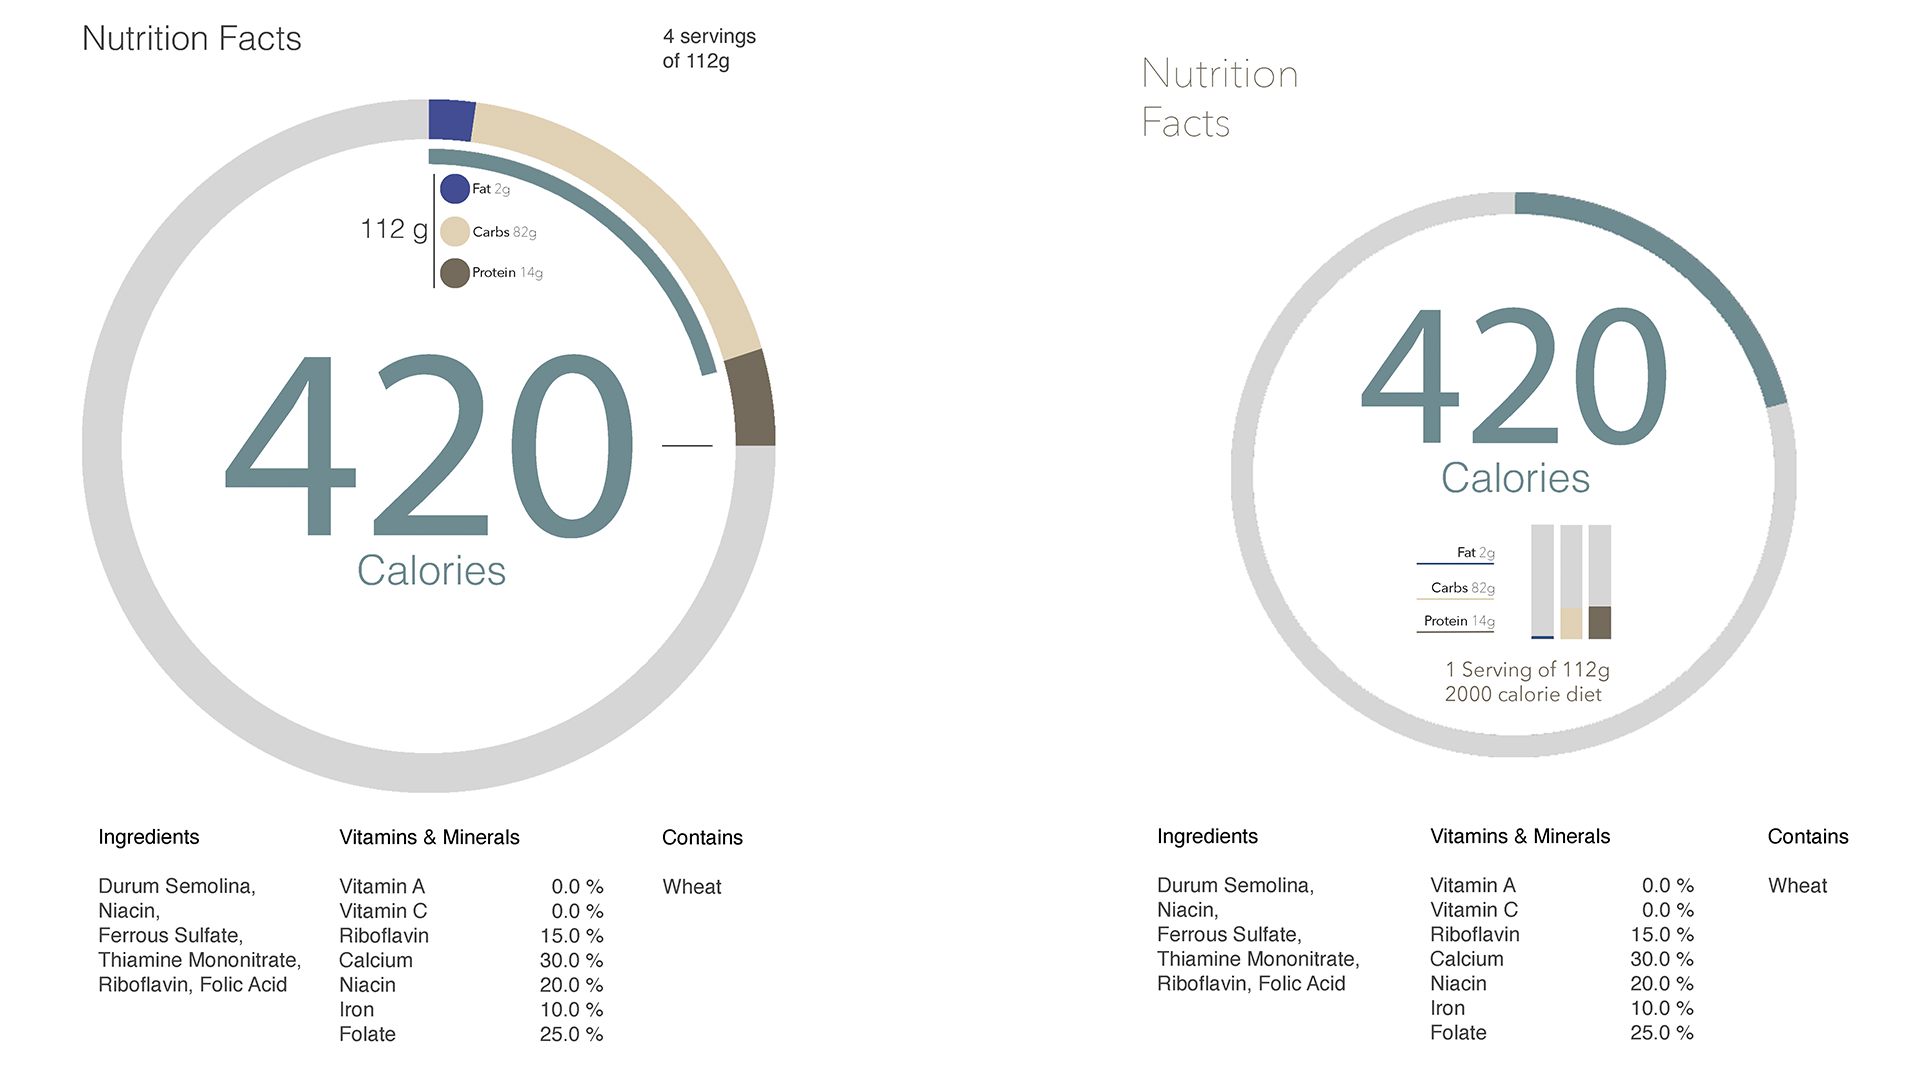 Nutrition Facts
4 servings
of 112g
Fat 2g
112 g
Carbs 82g
Protein 14g
420
Calories
Ingredients
Durum Semolina,
Niacin,
Ferrous Sulfate,
Thiamine Mononitrate,
Riboflavin, Folic Acid
Vitamins & Minerals
Vitamin A 0.0 %
Vitamin C 0.0 %
Riboflavin 15.0 %
Calcium 30.0 %
Niacin 20.0 %
Iron 10.0 %
Folate 25.0 %
Contains
Wheat
Nutrition
Facts
420
Calories
Fat 2g
Carbs 82g
Protein 14g
1 Serving of 112g
2000 calorie diet
Ingredients
Durum Semolina,
Niacin,
Ferrous Sulfate,
Thiamine Mononitrate,
Riboflavin, Folic Acid
Vitamins & Minerals
Vitamin A 0.0 %
Vitamin C 0.0 %
Riboflavin 15.0 %
Calcium 30.0 %
Niacin 20.0 %
Iron 10.0 %
Folate 25.0 %
Contains
Wheat